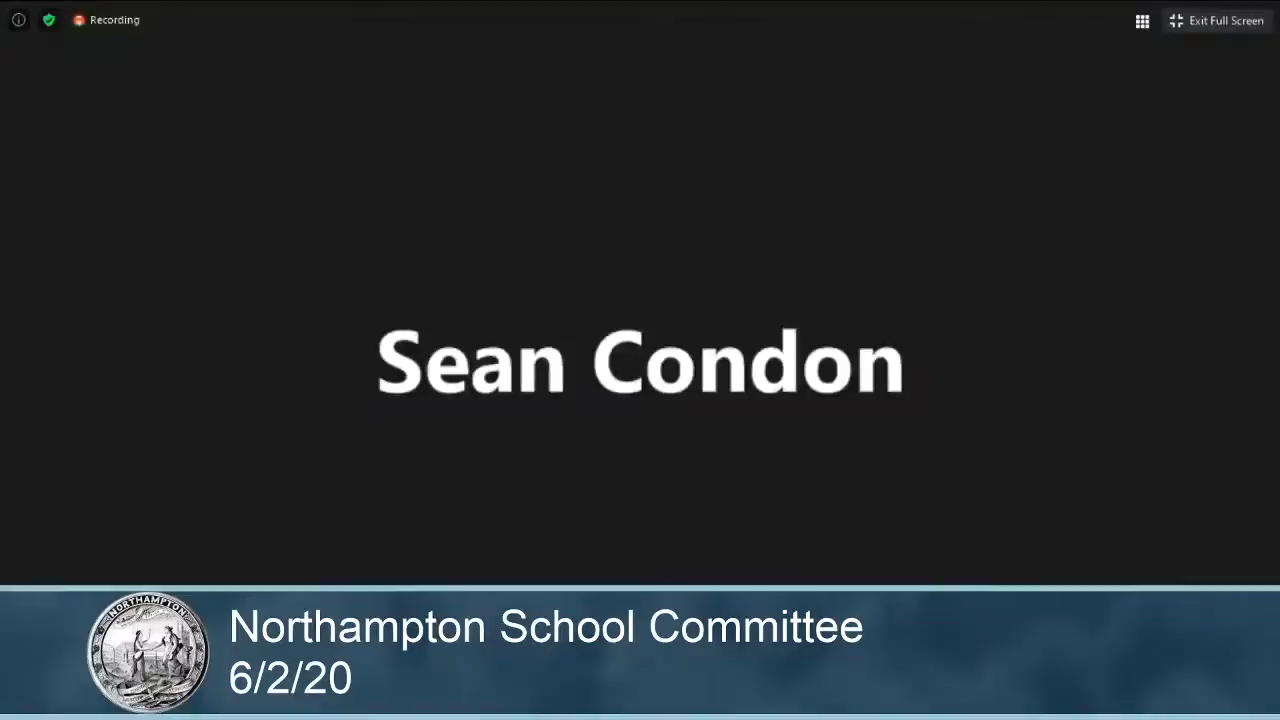 Recording
Exit Full Screen
Sean Condon
NORTHAMPTON
Northampton School Committee
6/2/20